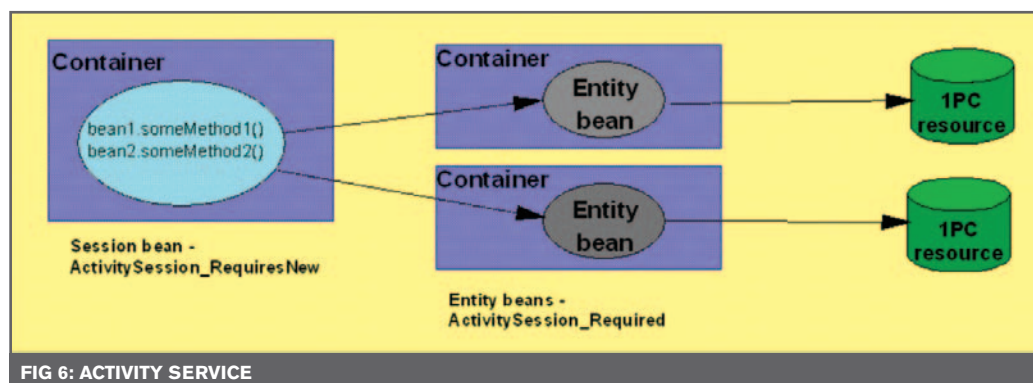 Container
bean1.someMethod1()
bean2.someMethod2()
Session bean -
ActivitySession_RequiresNew
Container
Entity
bean
Container
Entity
bean
Entity beans -
ActivitySession_Required
1PC
resource
1PC
resource
FIG 6: ACTIVITY SERVICE